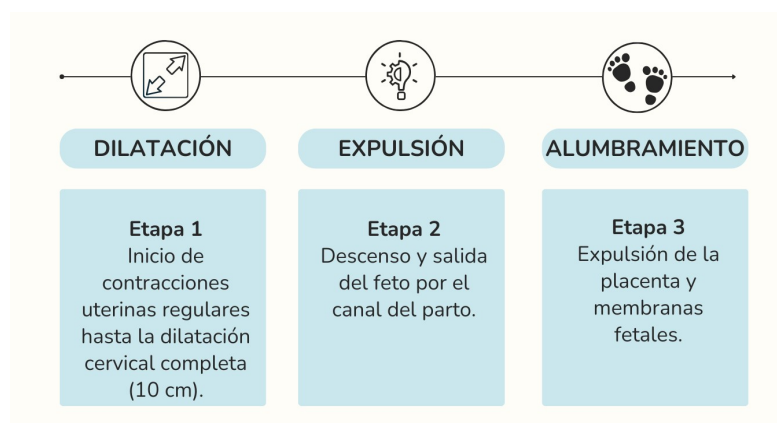 DILATACIÓN
EXPULSIÓN
ALUMBRAMIENTO
Etapa 1
Inicio de
contracciones
uterinas regulares
hasta la dilatación
cervical completa
(10 cm).
Etapa 2
Descenso y salida
del feto por el
canal del parto.
Etapa 3
Expulsión de la
placenta y
membranas
fetales.